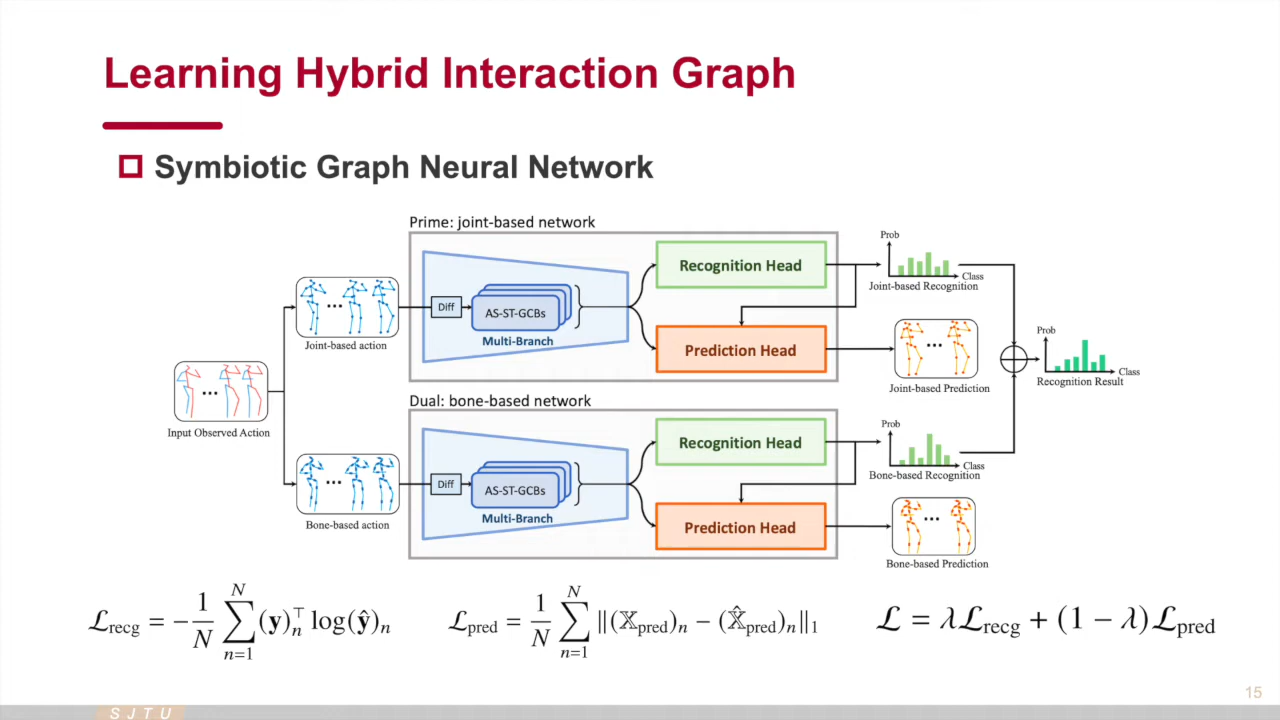 Learning Hybrid Interaction Graph
Symbiotic Graph Neural Network
Prime: joint-based network
Recognition Head
Prob
Class
Joint-based Recognition
Diff
AS-ST-GCBs
Multi-Branch
Joint-based action
Prediction Head
Joint-based Prediction
Prob
Class
Recognition Result
Input Observed Action
Dual: bone-based network
Recognition Head
Prob
Class
Bone-based Recognition
Diff
AS-ST-GCBs
Multi-Branch
Bone-based action
Prediction Head
Bone-based Prediction
ℒ_recg = −\frac{1}{N} ∑_{n=1}^{N} (𝐲)_n^⊤ log(ŷ)_n
ℒ_pred = \frac{1}{N} ∑_{n=1}^{N} ‖(𝕏_pred)_n − (𝕏̂_pred)_n‖_1
ℒ = λℒ_recg + (1 − λ)ℒ_pred
15
SJTU